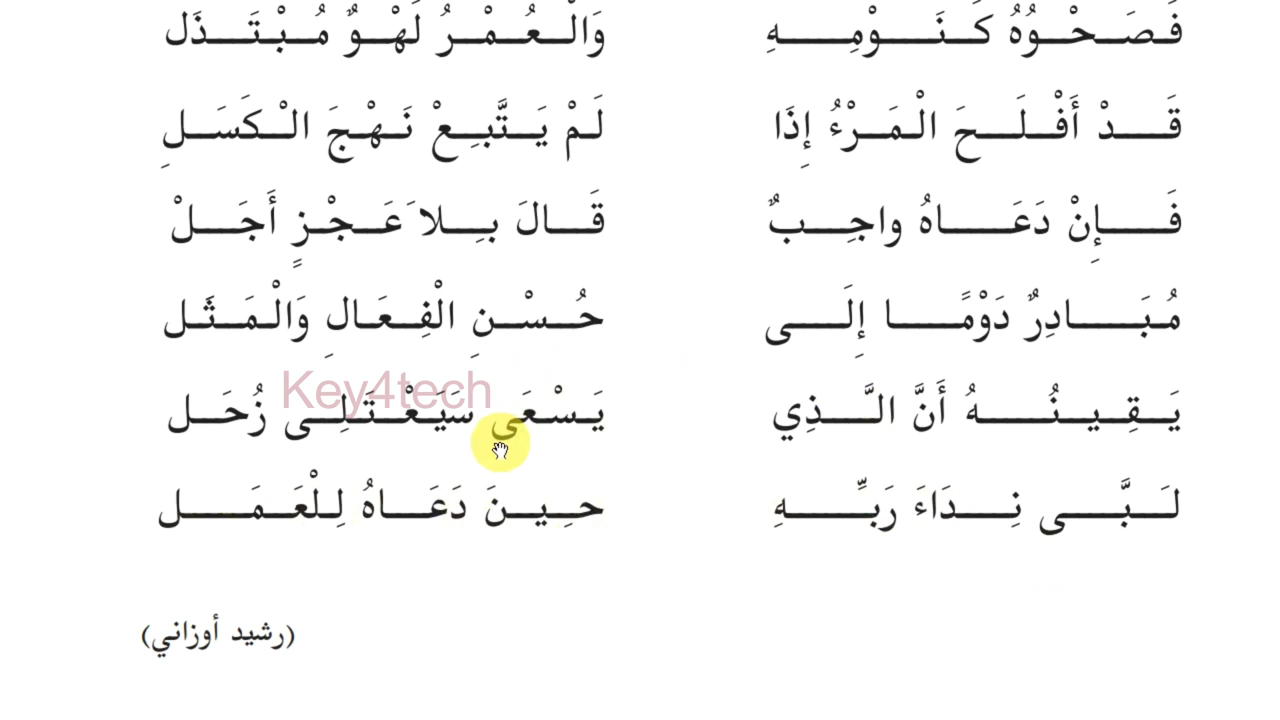 فَصَحْوُهُ كَنَوْمِهِ وَالْعُمْرُ لَهْوٌ مُبْتَذَل
قَدْ أَفْلَحَ الْمَرْءُ إِذَا لَمْ يَتَّبِعْ نَهْجَ الْكَسَلِ
فَإِنْ دَعَاهُ واجِبٌ قَالَ بِلاَ عَجْزٍ أَجَلْ
مُبَادِرٌ دَوْمًا إِلَى حُسْنِ الْفِعَالِ وَالْمَثَل
يَقِينُهُ أَنَّ الَّذِي يَسْعَى سَيَعْتَلِى زُحَل
لَبَّى نِدَاءَ رَبِّهِ حِينَ دَعَاهُ لِلْعَمَل
Key4tech
(رشيد أوزاني)